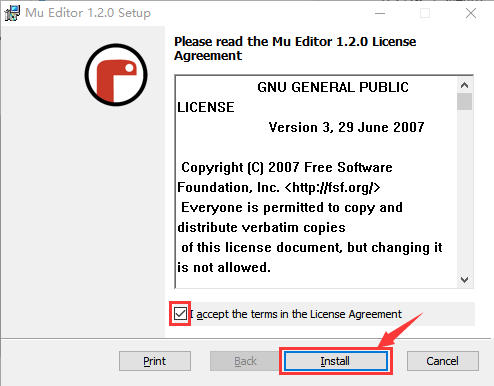 Mu Editor 1.2.0 Setup
Please read the Mu Editor 1.2.0 License
Agreement
GNU GENERAL PUBLIC
LICENSE
Version 3, 29 June 2007
Copyright (C) 2007 Free Software
Foundation, Inc. <http://fsf.org/>
Everyone is permitted to copy and
distribute verbatim copies
of this license document, but changing it
is not allowed.
I accept the terms in the License Agreement
Print
Back
Install
Cancel